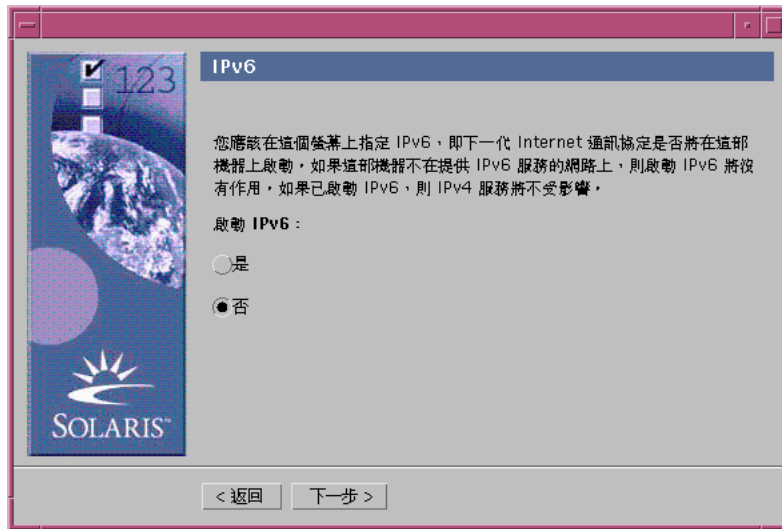 123
IPv6
您應該在這個螢幕上指定 IPv6、即下一代 Internet 通訊協定是否將在這部
機器上啟動，如果這部機器不在提供 IPv6 服務的網路上、則啟動 IPv6 將沒
有作用，如果已啟動 IPv6、則 IPv4 服務將不受影響，
啟動 IPv6：
是
否
SOLARIS™
< 返回
下一步 >